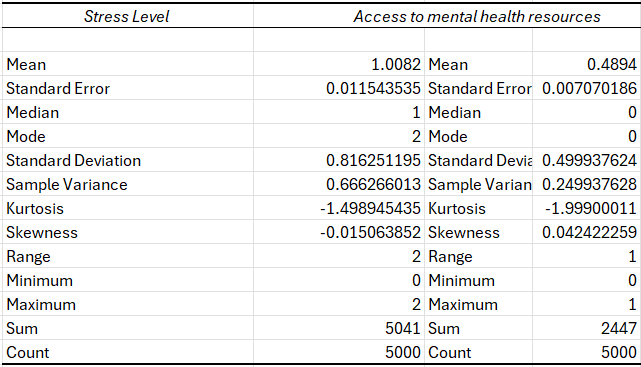 Stress Level Access to mental health resources
Mean 1.0082 Mean 0.4894
Standard Error 0.011543535 Standard Error 0.007070186
Median 1 Median 0
Mode 2 Mode 0
Standard Deviation 0.816251195 Standard Devia 0.499937624
Sample Variance 0.666266013 Sample Varian 0.249937628
Kurtosis -1.498945435 Kurtosis -1.99900011
Skewness -0.015063852 Skewness 0.042422259
Range 2 Range 1
Minimum 0 Minimum 0
Maximum 2 Maximum 1
Sum 5041 Sum 2447
Count 5000 Count 5000